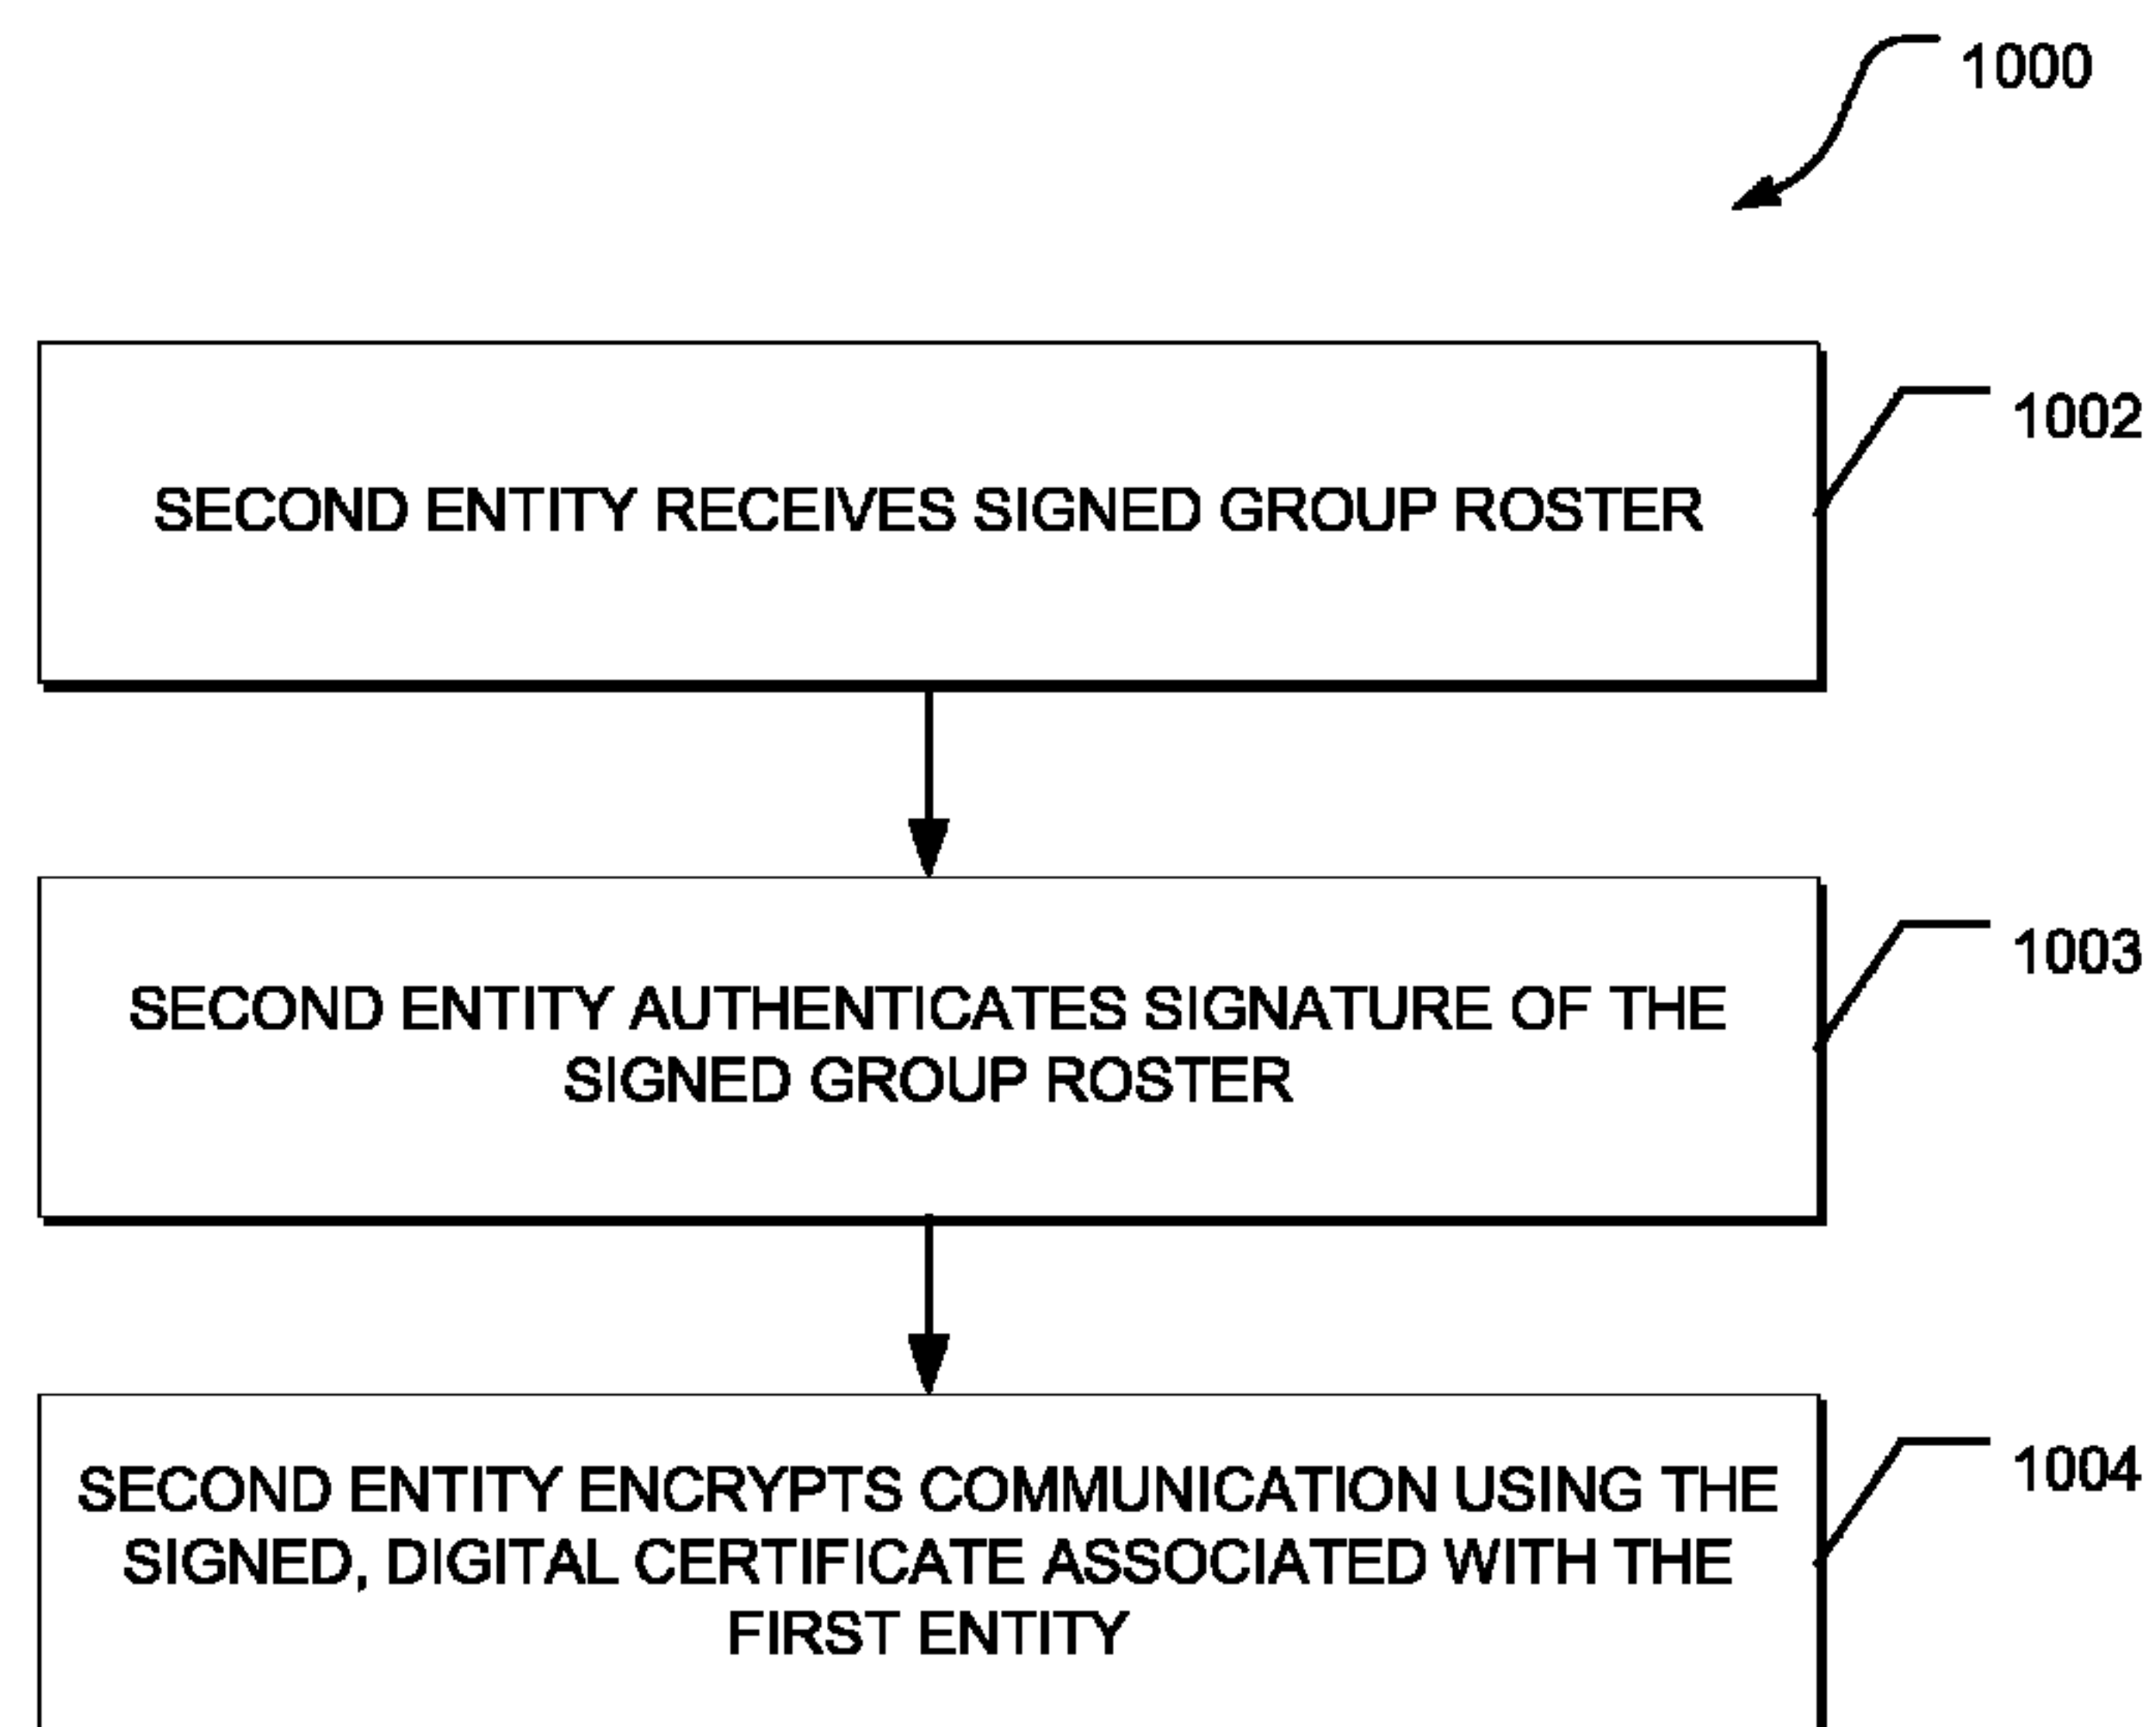 1000
1002
SECOND ENTITY RECEIVES SIGNED GROUP ROSTER
1003
SECOND ENTITY AUTHENTICATES SIGNATURE OF THE
SIGNED GROUP ROSTER
1004
SECOND ENTITY ENCRYPTS COMMUNICATION USING THE
SIGNED, DIGITAL CERTIFICATE ASSOCIATED WITH THE
FIRST ENTITY